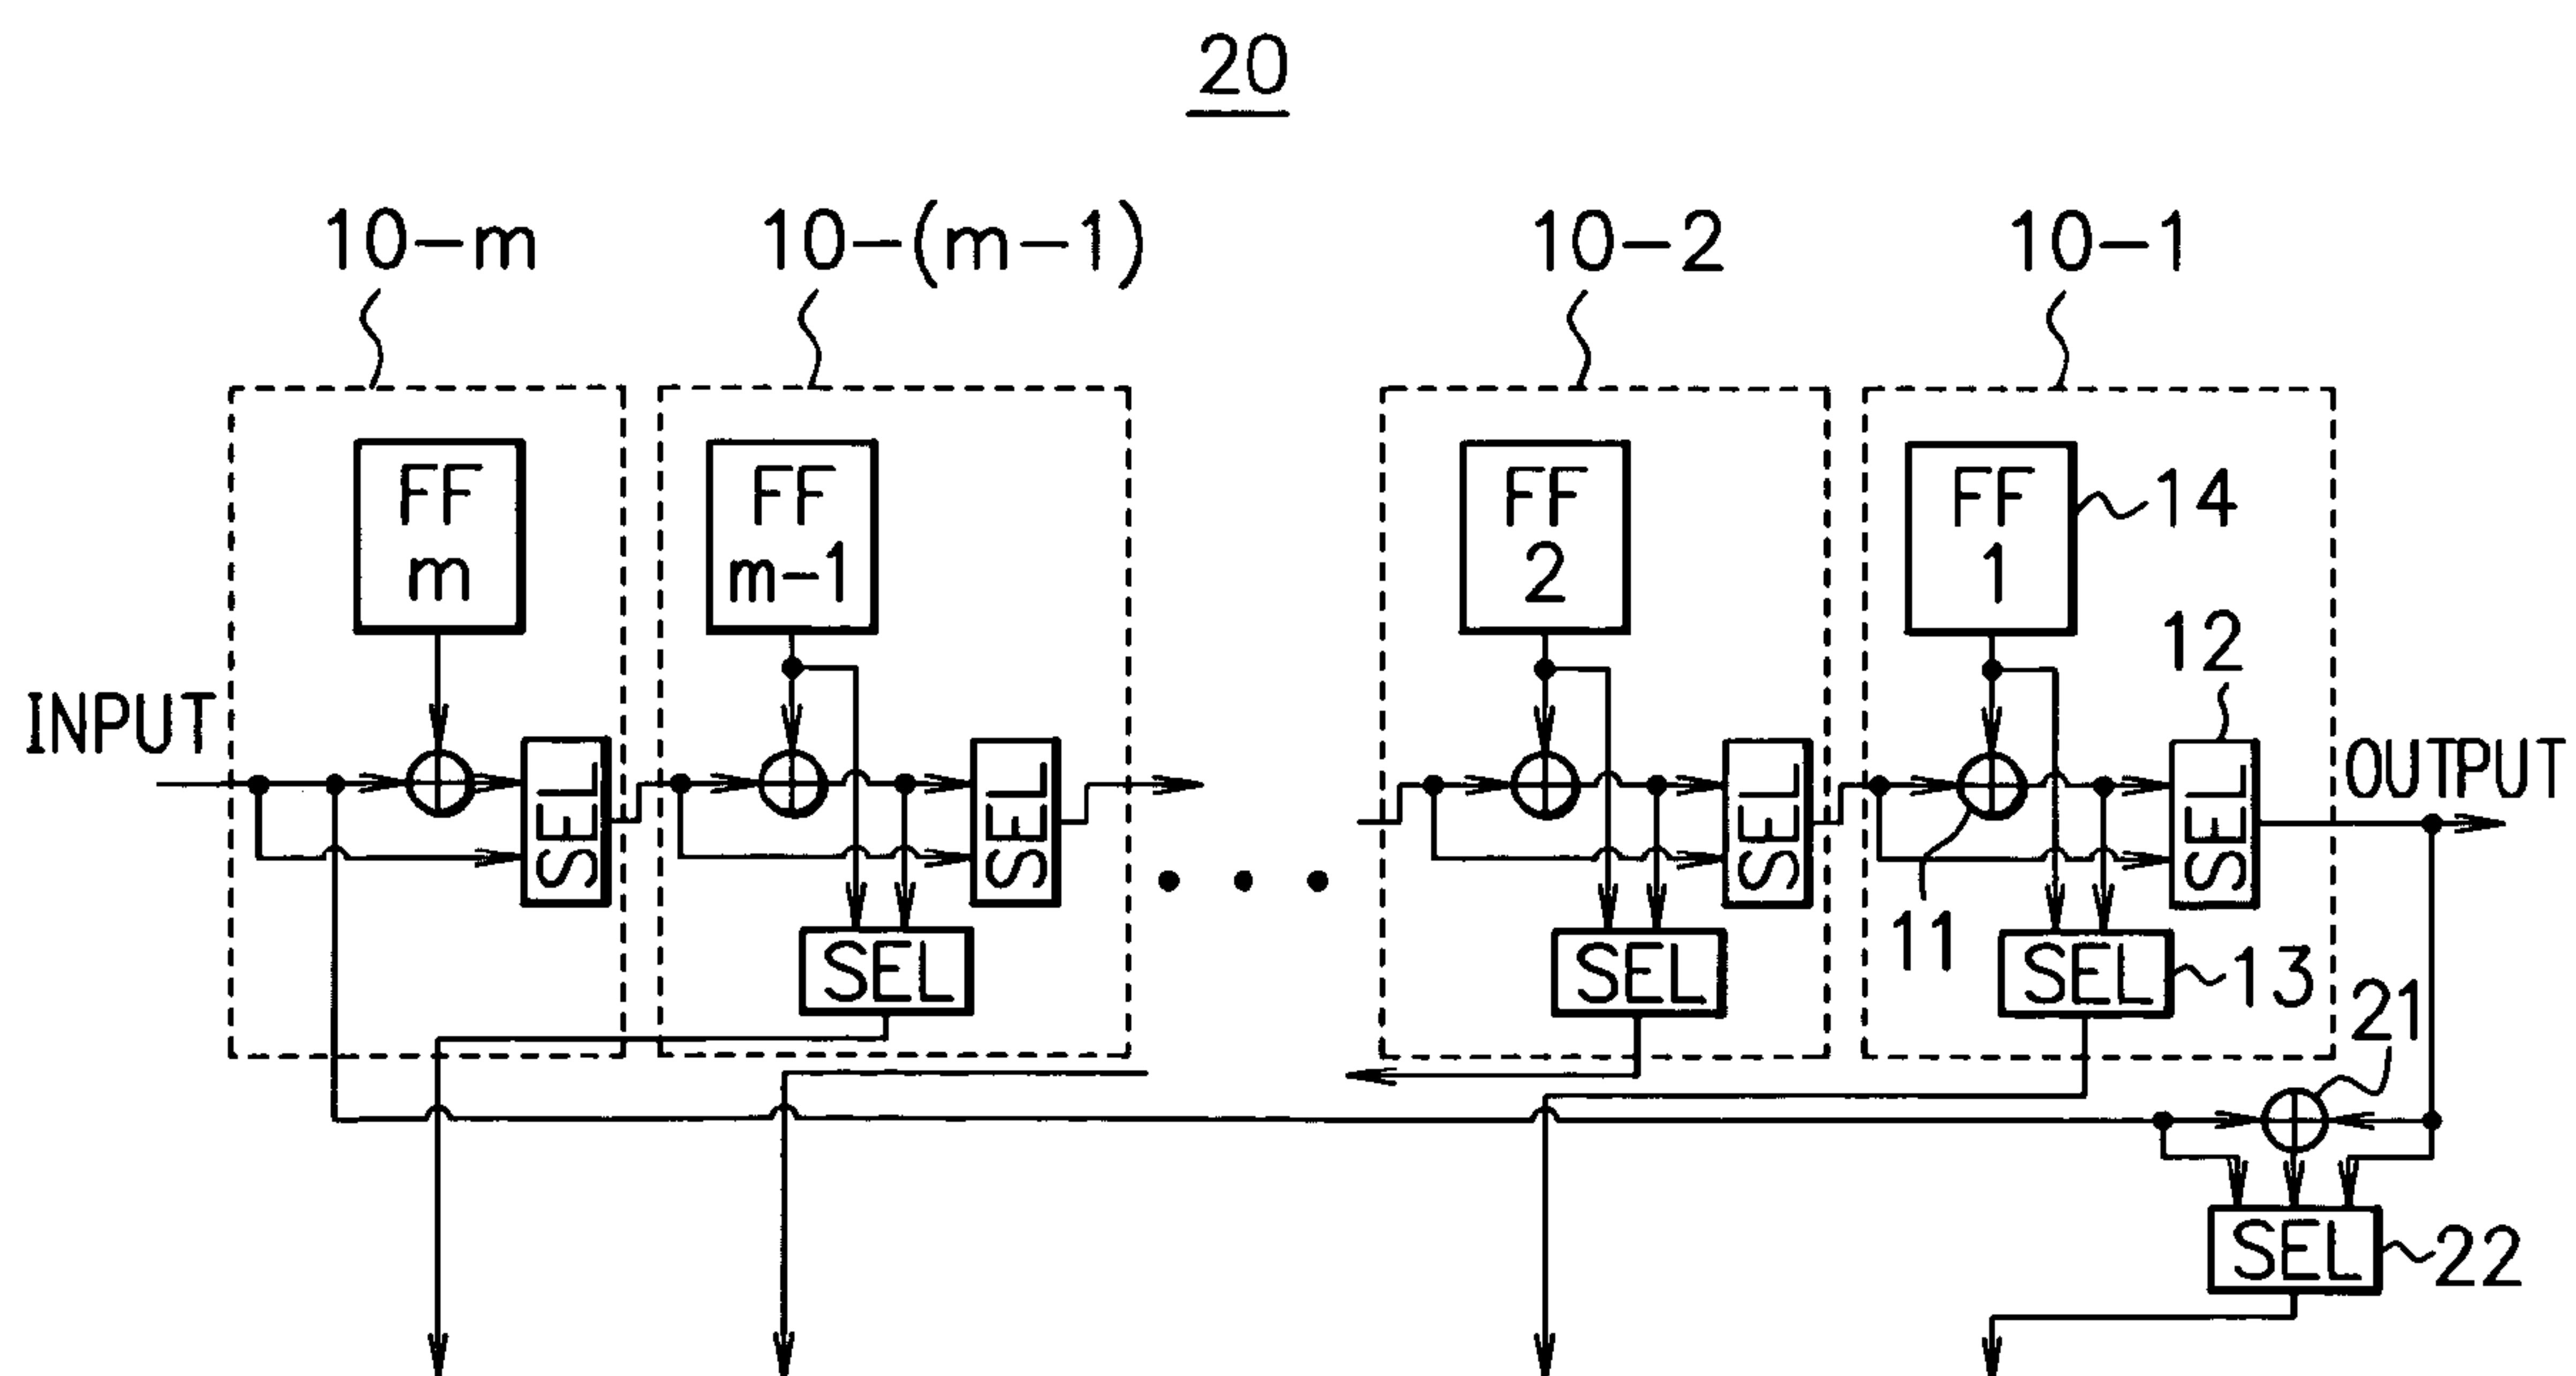 20
10-m
10-(m-1)
10-2
10-1
FF
m
FF
m-1
FF
2
FF
1
14
12
INPUT
SEL
SEL
SEL
SEL
OUTPUT
11
SEL
SEL
SEL
13
21
SEL
22